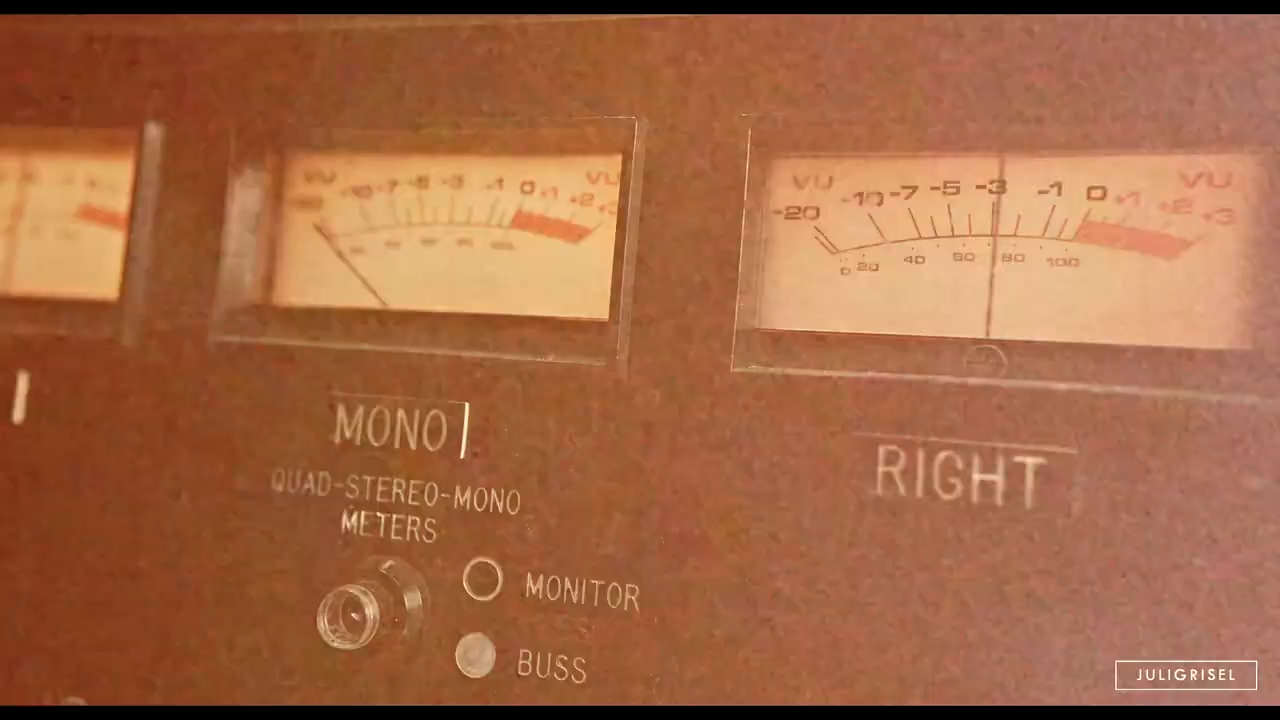 VU -10 -7 -5 -3 -1 0 +1 +2 VU
VU -20 -10 -7 -5 -3 -1 0 +1 +2 +3 VU
0 20 40 60 80 100
MONO
RIGHT
QUAD-STEREO-MONO
METERS
MONITOR
BUSS
JULIGRISEL